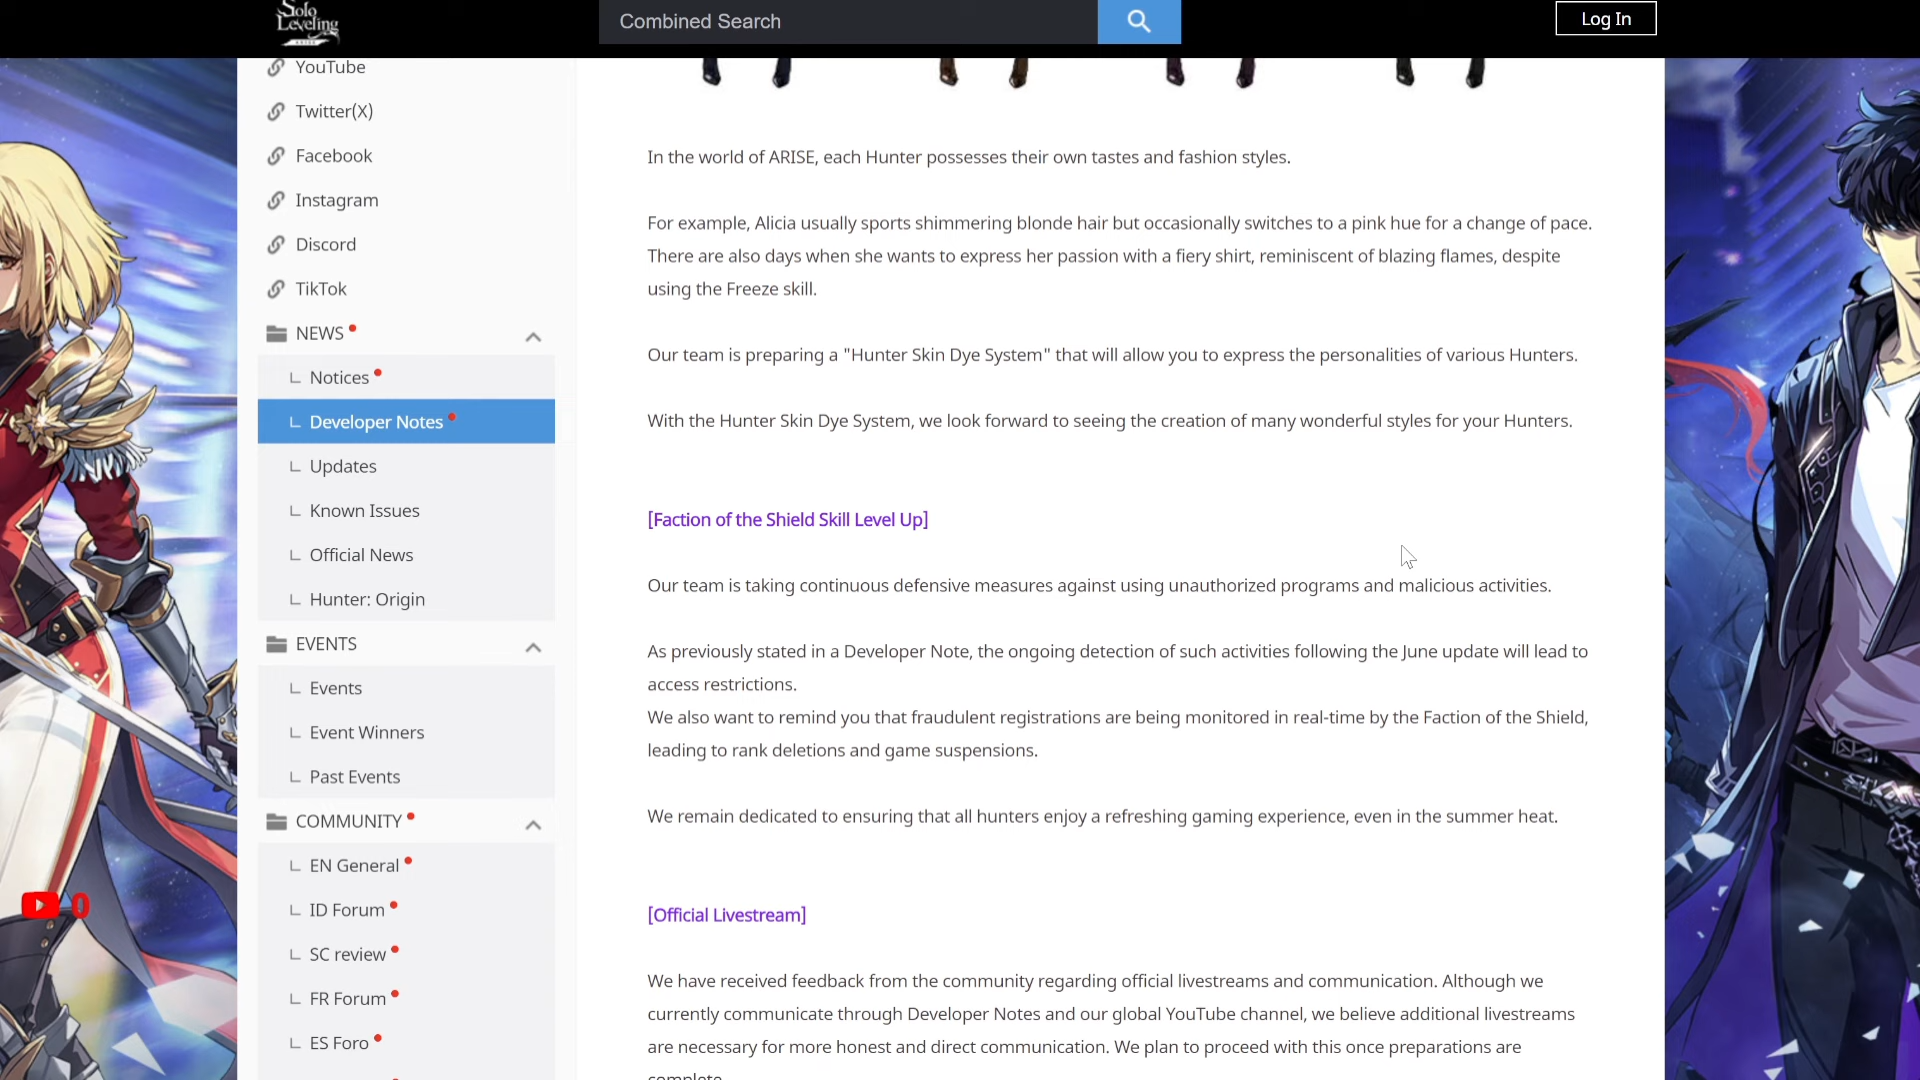 Solo
Leveling
ARISE
Combined Search
Log In
YouTube
Twitter(X)
Facebook
Instagram
Discord
TikTok
NEWS
Notices
Developer Notes
Updates
Known Issues
Official News
Hunter: Origin
EVENTS
Events
Event Winners
Past Events
COMMUNITY
EN General
ID Forum
SC review
FR Forum
ES Foro
0
In the world of ARISE, each Hunter possesses their own tastes and fashion styles.
For example, Alicia usually sports shimmering blonde hair but occasionally switches to a pink hue for a change of pace.
There are also days when she wants to express her passion with a fiery shirt, reminiscent of blazing flames, despite
using the Freeze skill.
Our team is preparing a "Hunter Skin Dye System" that will allow you to express the personalities of various Hunters.
With the Hunter Skin Dye System, we look forward to seeing the creation of many wonderful styles for your Hunters.
[Faction of the Shield Skill Level Up]
Our team is taking continuous defensive measures against using unauthorized programs and malicious activities.
As previously stated in a Developer Note, the ongoing detection of such activities following the June update will lead to
access restrictions.
We also want to remind you that fraudulent registrations are being monitored in real-time by the Faction of the Shield,
leading to rank deletions and game suspensions.
We remain dedicated to ensuring that all hunters enjoy a refreshing gaming experience, even in the summer heat.
[Official Livestream]
We have received feedback from the community regarding official livestreams and communication. Although we
currently communicate through Developer Notes and our global YouTube channel, we believe additional livestreams
are necessary for more honest and direct communication. We plan to proceed with this once preparations are
complete.